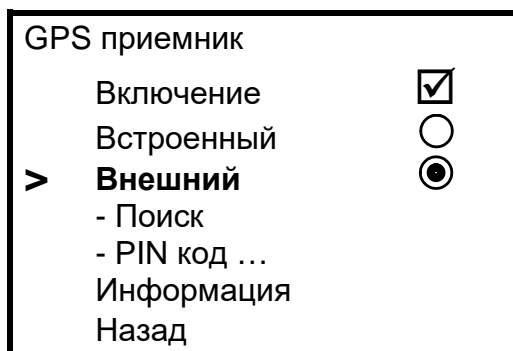 GPS приемник
Включение
Встроенный
> Внешний
- Поиск
- PIN код …
Информация
Назад